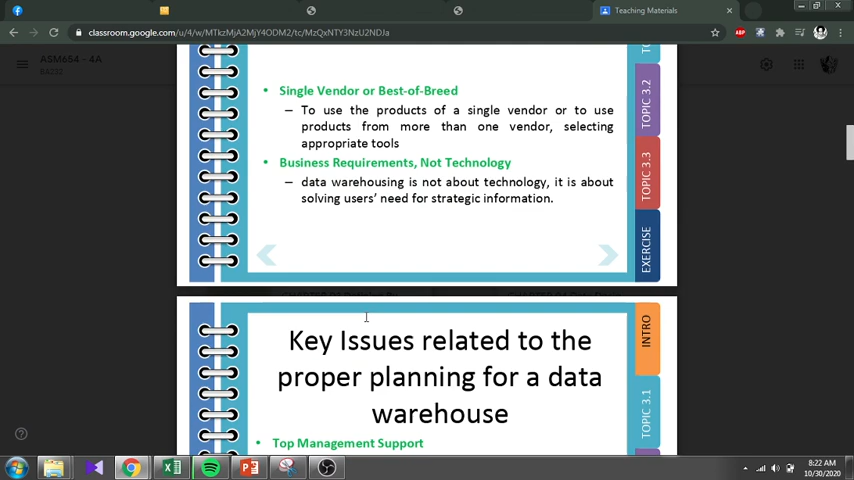 Teaching Materials
classroom.google.com/u/4/w/MTkzMjA2MjY4ODM2/tc/MzQxNTY3NzU2NDJa
ABP
ASM654 - 4A
BA232
• Single Vendor or Best-of-Breed
– To use the products of a single vendor or to use
products from more than one vendor, selecting
appropriate tools
• Business Requirements, Not Technology
– data warehousing is not about technology, it is about
solving users' need for strategic information.
TOPIC 3.2
TOPIC 3.3
EXERCISE
Key Issues related to the
proper planning for a data
warehouse
• Top Management Support
INTRO
TOPIC 3.1
8:22 AM
10/30/2020